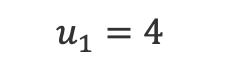 u₁ = 4